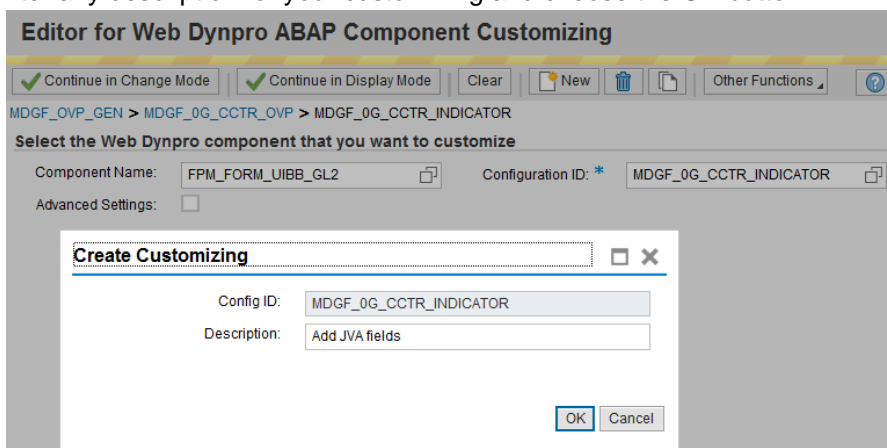 Editor for Web Dynpro ABAP Component Customizing
Continue in Change Mode Continue in Display Mode Clear New Other Functions
MDGF_OVP_GEN > MDGF_0G_CCTR_OVP > MDGF_0G_CCTR_INDICATOR
Select the Web Dynpro component that you want to customize
Component Name: FPM_FORM_UIBB_GL2 Configuration ID: * MDGF_0G_CCTR_INDICATOR
Advanced Settings:
Create Customizing
Config ID: MDGF_0G_CCTR_INDICATOR
Description: Add JVA fields
OK Cancel